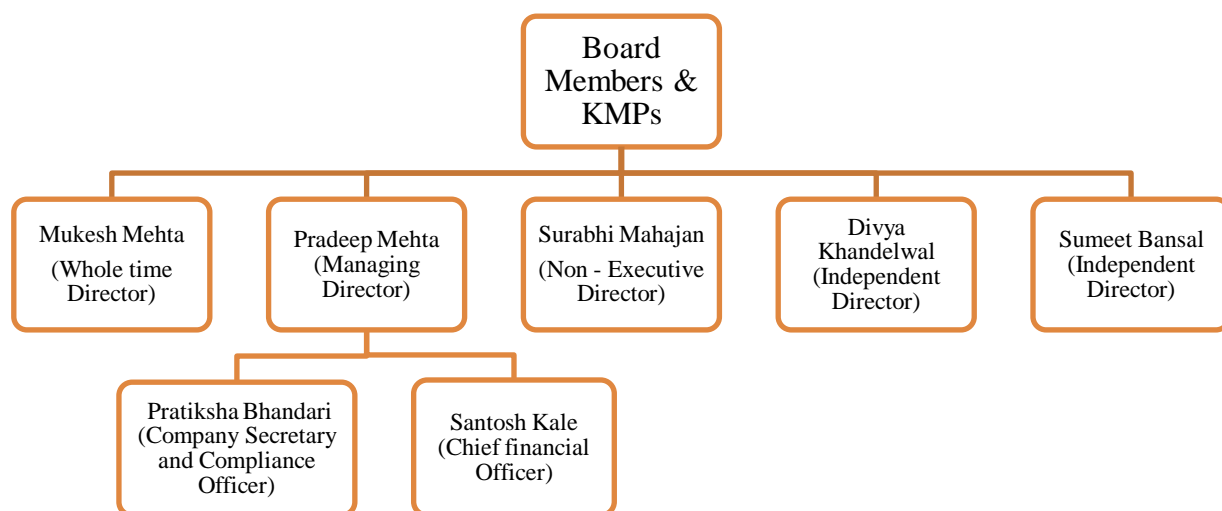 Board
Members &
KMPs
Mukesh Mehta
(Whole time
Director)
Pradeep Mehta
(Managing
Director)
Surabhi Mahajan
(Non - Executive
Director)
Divya
Khandelwal
(Independent
Director)
Sumeet Bansal
(Independent
Director)
Pratiksha Bhandari
(Company Secretary
and Compliance
Officer)
Santosh Kale
(Chief financial
Officer)